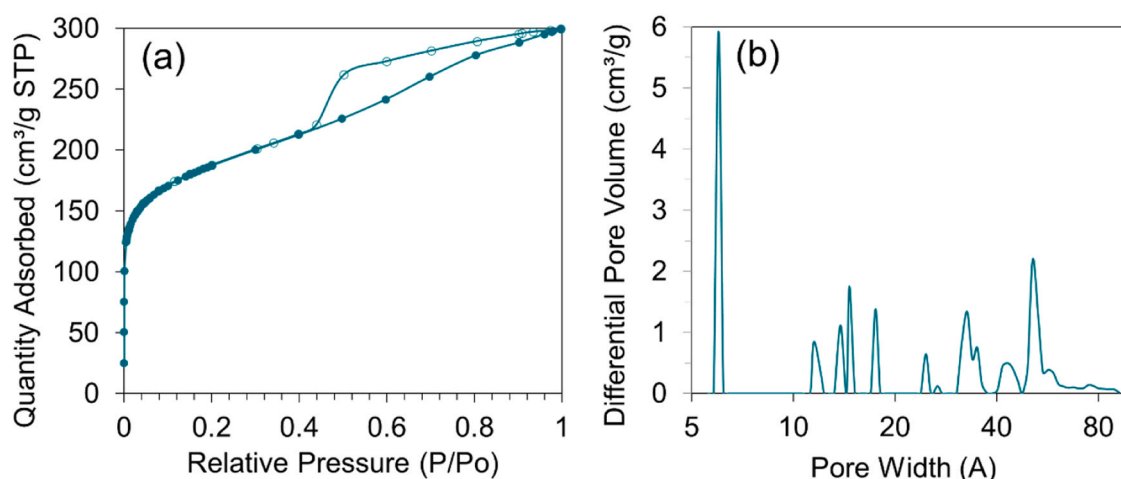 (a)
Quantity Adsorbed (cm³/g STP)
300
250
200
150
100
50
0
0 0.2 0.4 0.6 0.8 1
Relative Pressure (P/Po)
(b)
Differential Pore Volume (cm³/g)
6
5
4
3
2
1
0
5 10 20 40 80
Pore Width (A)